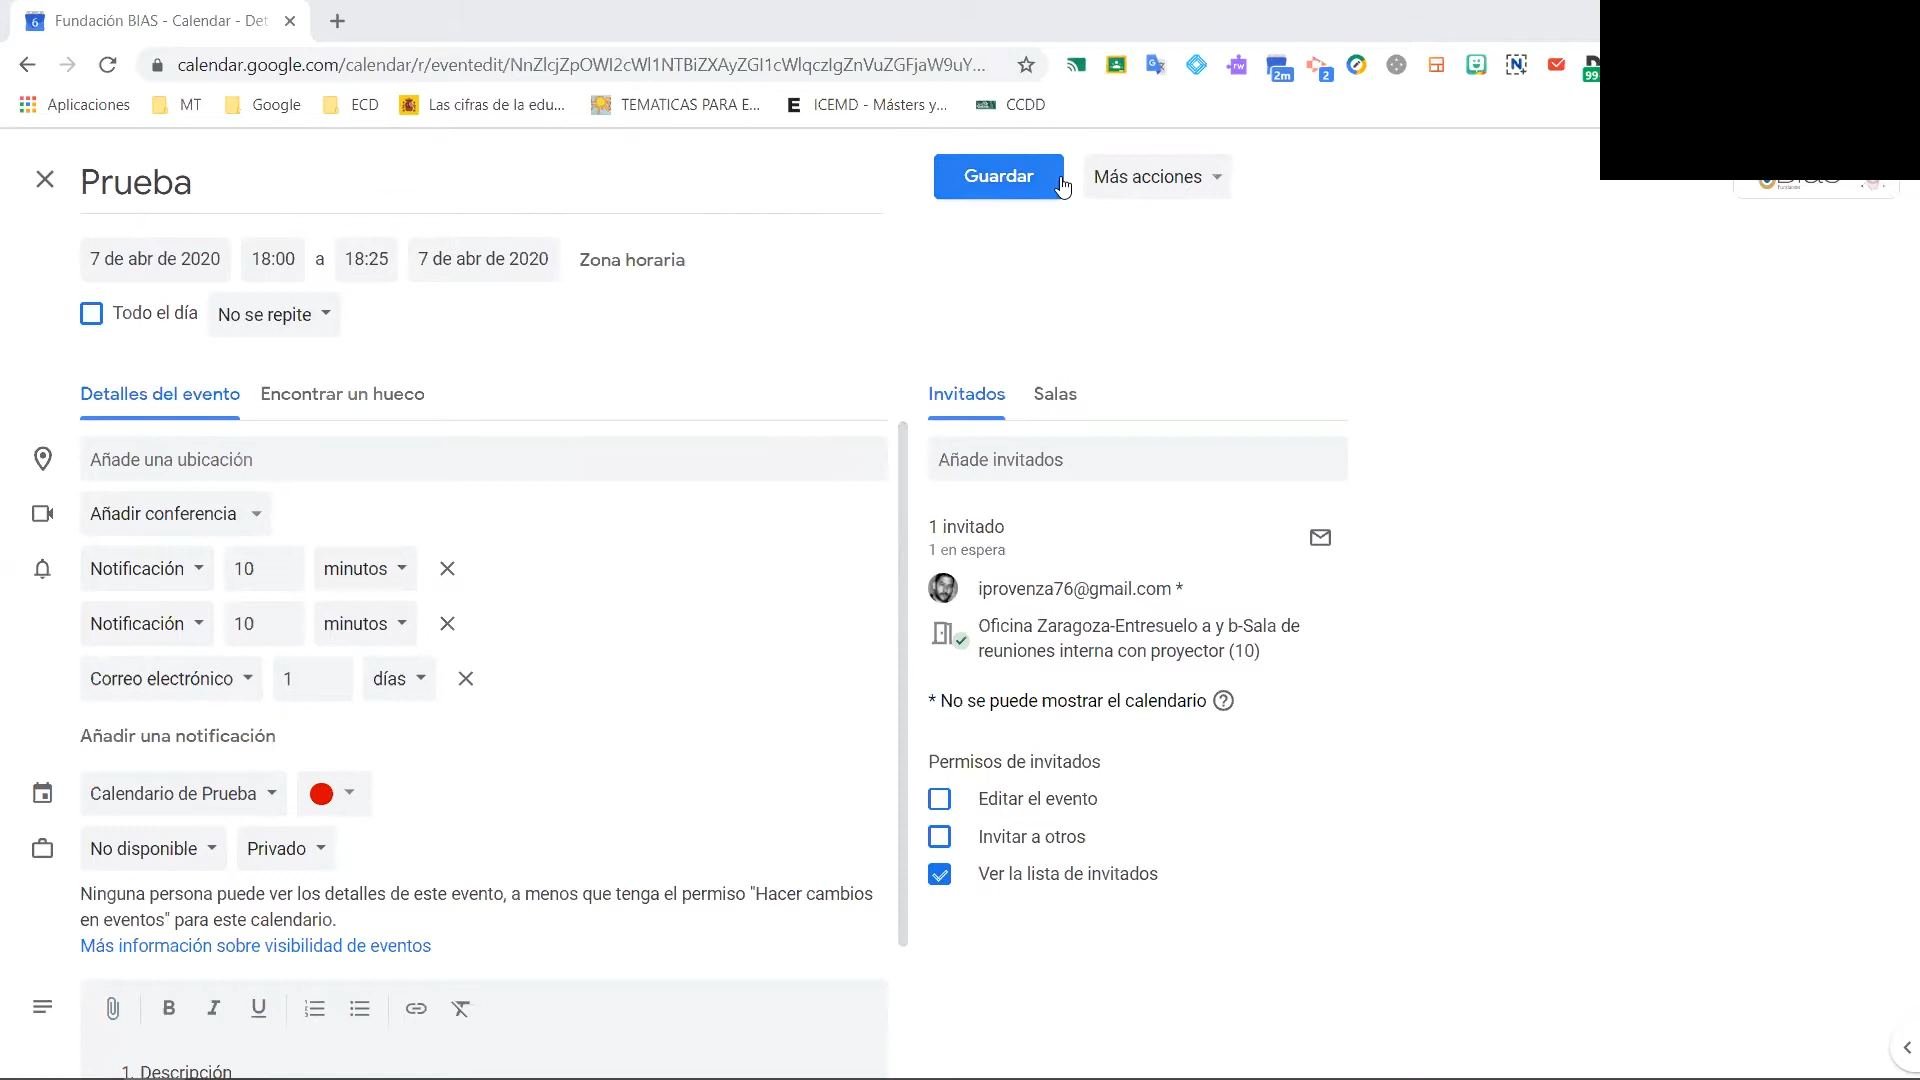 Fundación BIAS - Calendar - Det
calendar.google.com/calendar/r/eventedit/NnZlcjZpOWl2cWl1NTBiZXAyZGI1cWlqczIgZnVuZGFjaW9uY...
2m
2
99
Aplicaciones
MT
Google
ECD
Las cifras de la edu...
TEMATICAS PARA E...
ICEMD - Másters y...
CCDD
Prueba
Guardar
Más acciones
7 de abr de 2020
18:00
a
18:25
7 de abr de 2020
Zona horaria
Todo el día
No se repite
Detalles del evento
Encontrar un hueco
Invitados
Salas
Añade una ubicación
Añade invitados
Añadir conferencia
1 invitado
1 en espera
Notificación
10
minutos
iprovenza76@gmail.com *
Notificación
10
minutos
Oficina Zaragoza-Entresuelo a y b-Sala de
reuniones interna con proyector (10)
Correo electrónico
1
días
* No se puede mostrar el calendario
Añadir una notificación
Permisos de invitados
Calendario de Prueba
Editar el evento
Invitar a otros
No disponible
Privado
Ver la lista de invitados
Ninguna persona puede ver los detalles de este evento, a menos que tenga el permiso "Hacer cambios
en eventos" para este calendario.
Más información sobre visibilidad de eventos
B I U
1. Descripción